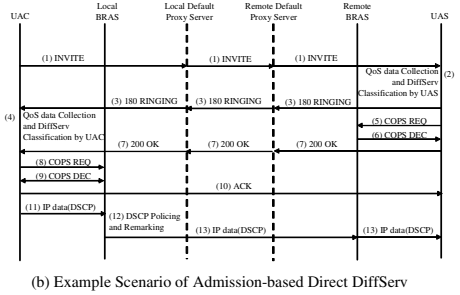 UAC
Local
BRAS
Local Default
Proxy Server
Remote Default
Proxy Server
Remote
BRAS
UAS
(1) INVITE
(1) INVITE
(1) INVITE
QoS data Collection
and DiffServ
Classification by UAS
(2)
(3) 180 RINGING
(3) 180 RINGING
(3) 180 RINGING
(4)
QoS data Collection
and DiffServ
Classification by UAC
(5) COPS REQ
(6) COPS DEC
(7) 200 OK
(7) 200 OK
(7) 200 OK
(8) COPS REQ
(9) COPS DEC
(10) ACK
(11) IP data(DSCP)
(12) DSCP Policing
and Remarking
(13) IP data(DSCP)
(13) IP data(DSCP)
(b) Example Scenario of Admission-based Direct DiffServ